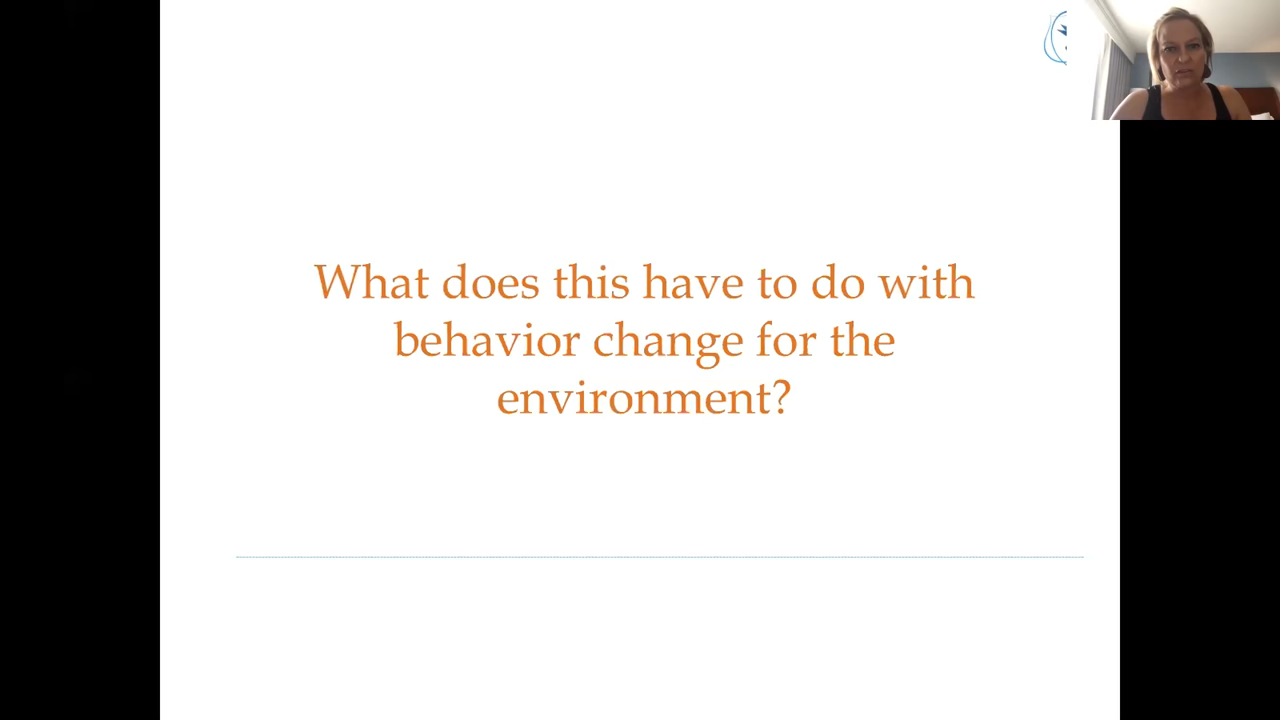 What does this have to do with
behavior change for the
environment?